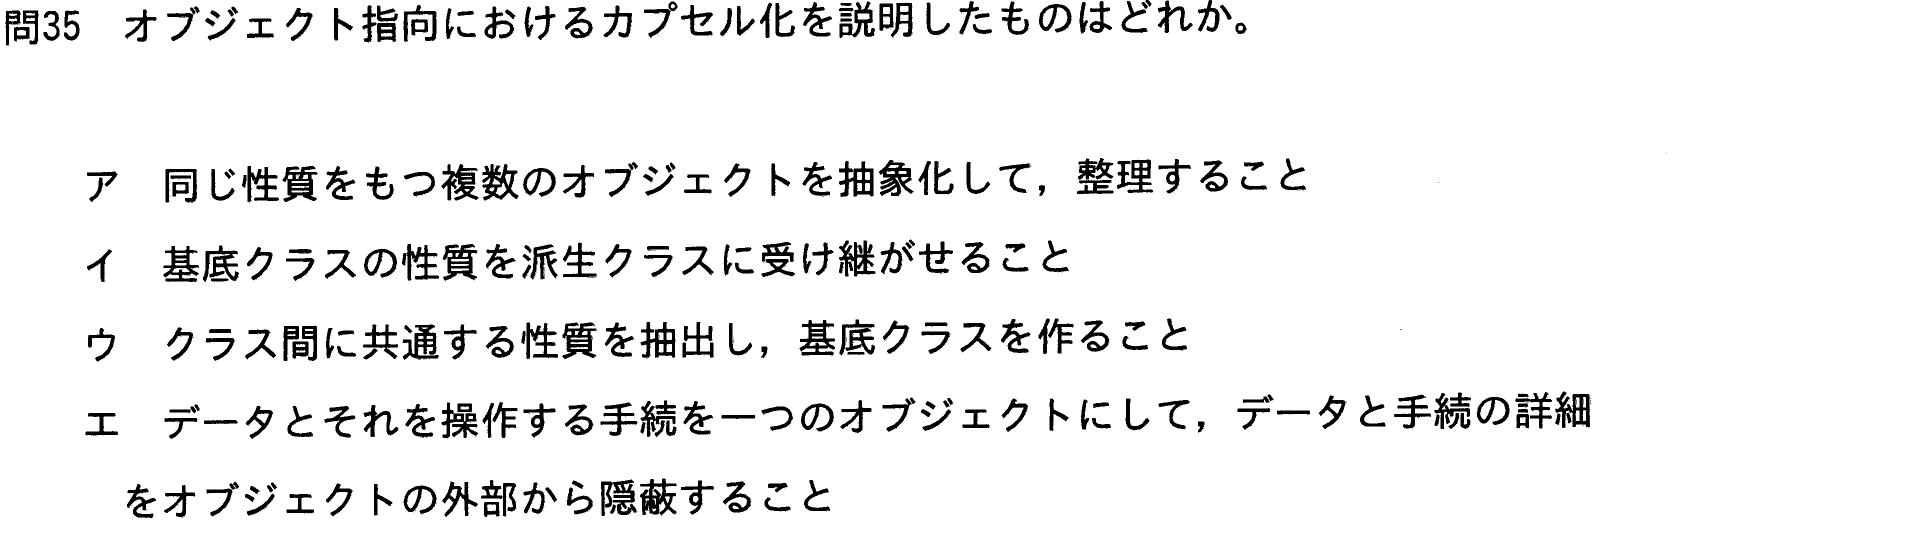 問35　オブジェクト指向におけるカプセル化を説明したものはどれか。
ア　同じ性質をもつ複数のオブジェクトを抽象化して，整理すること
イ　基底クラスの性質を派生クラスに受け継がせること
ウ　クラス間に共通する性質を抽出し，基底クラスを作ること
エ　データとそれを操作する手続を一つのオブジェクトにして，データと手続の詳細
をオブジェクトの外部から隠蔽すること